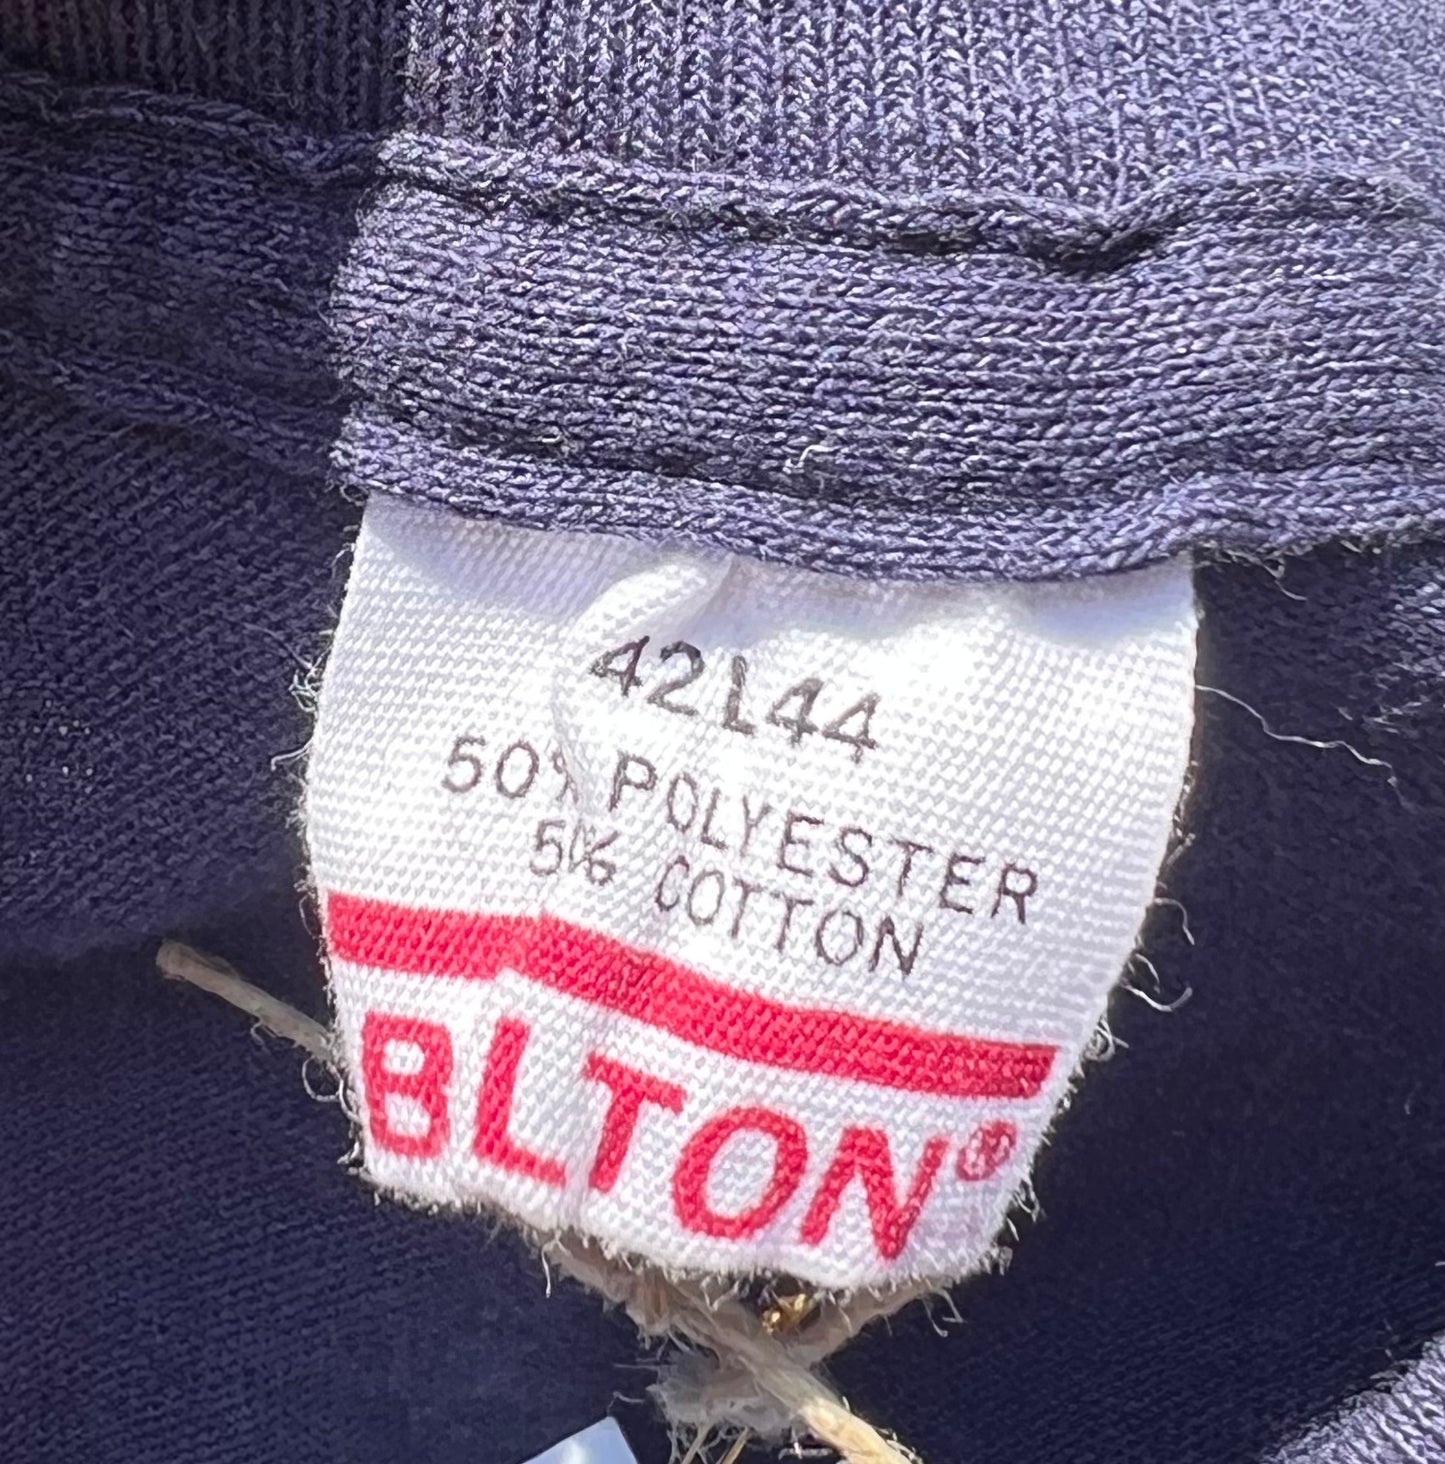 42L44
50% POLYESTER
50% COTTON
BLTON®